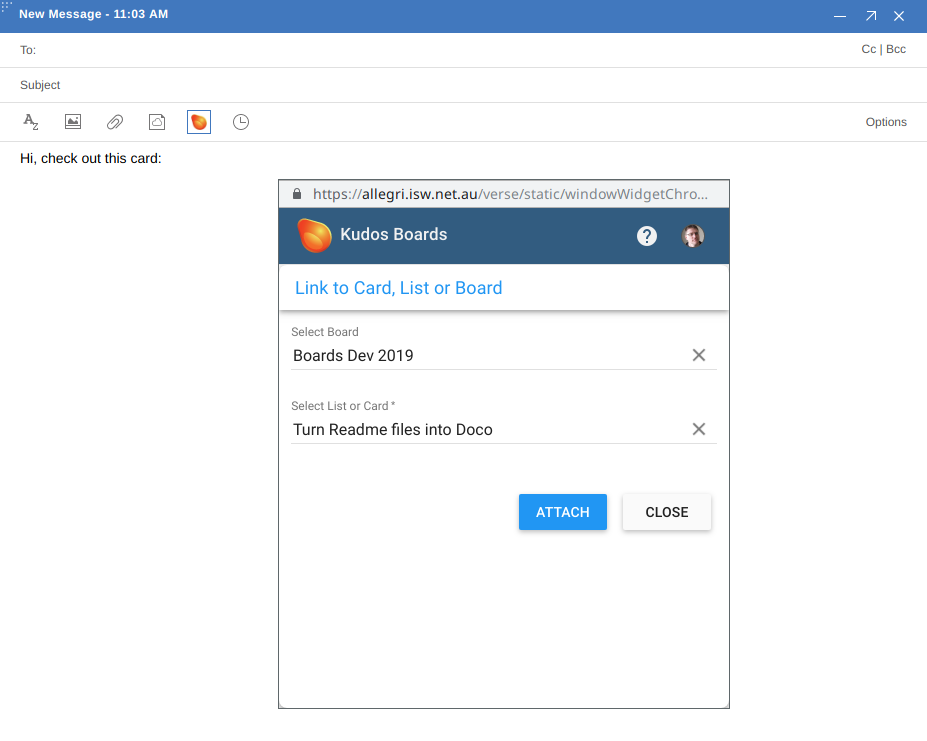 New Message - 11:03 AM
To:
Cc | Bcc
Subject
Options
Hi, check out this card:
https://allegri.isw.net.au/verse/static/windowWidgetChro...
Kudos Boards
Link to Card, List or Board
Select Board
Boards Dev 2019
Select List or Card *
Turn Readme files into Doco
ATTACH
CLOSE